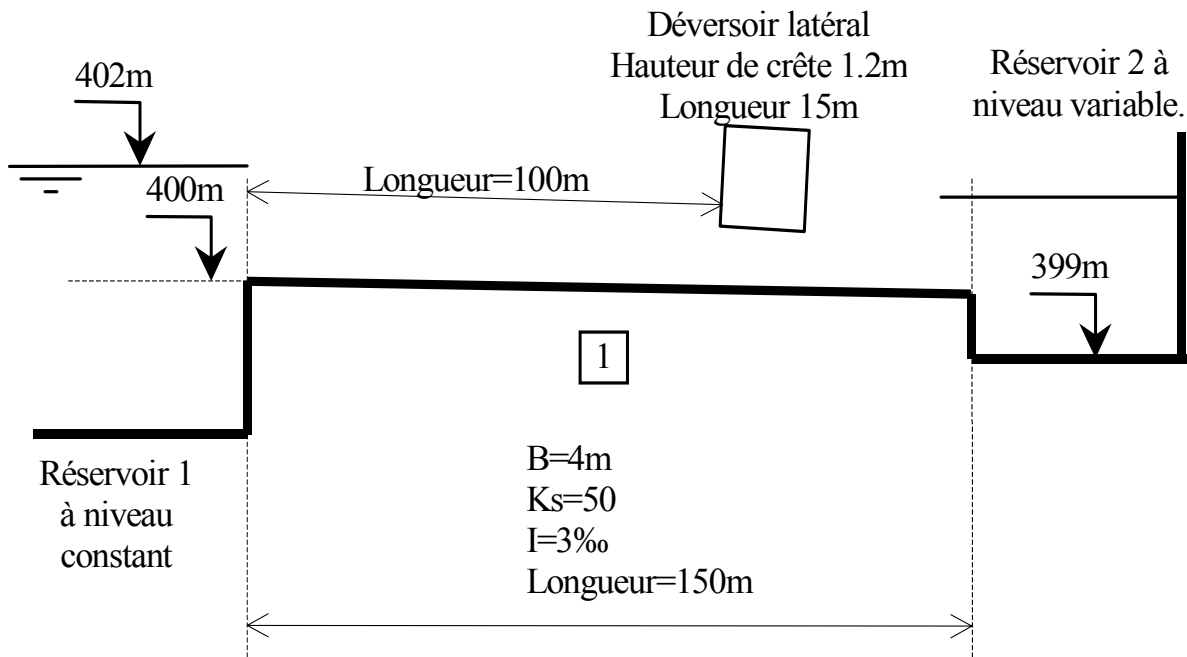 Déversoir latéral
Hauteur de crête 1.2m
Longueur 15m
Réservoir 2 à
niveau variable.
402m
Longueur=100m
400m
399m
1
Réservoir 1
à niveau
constant
B=4m
Ks=50
I=3‰
Longueur=150m